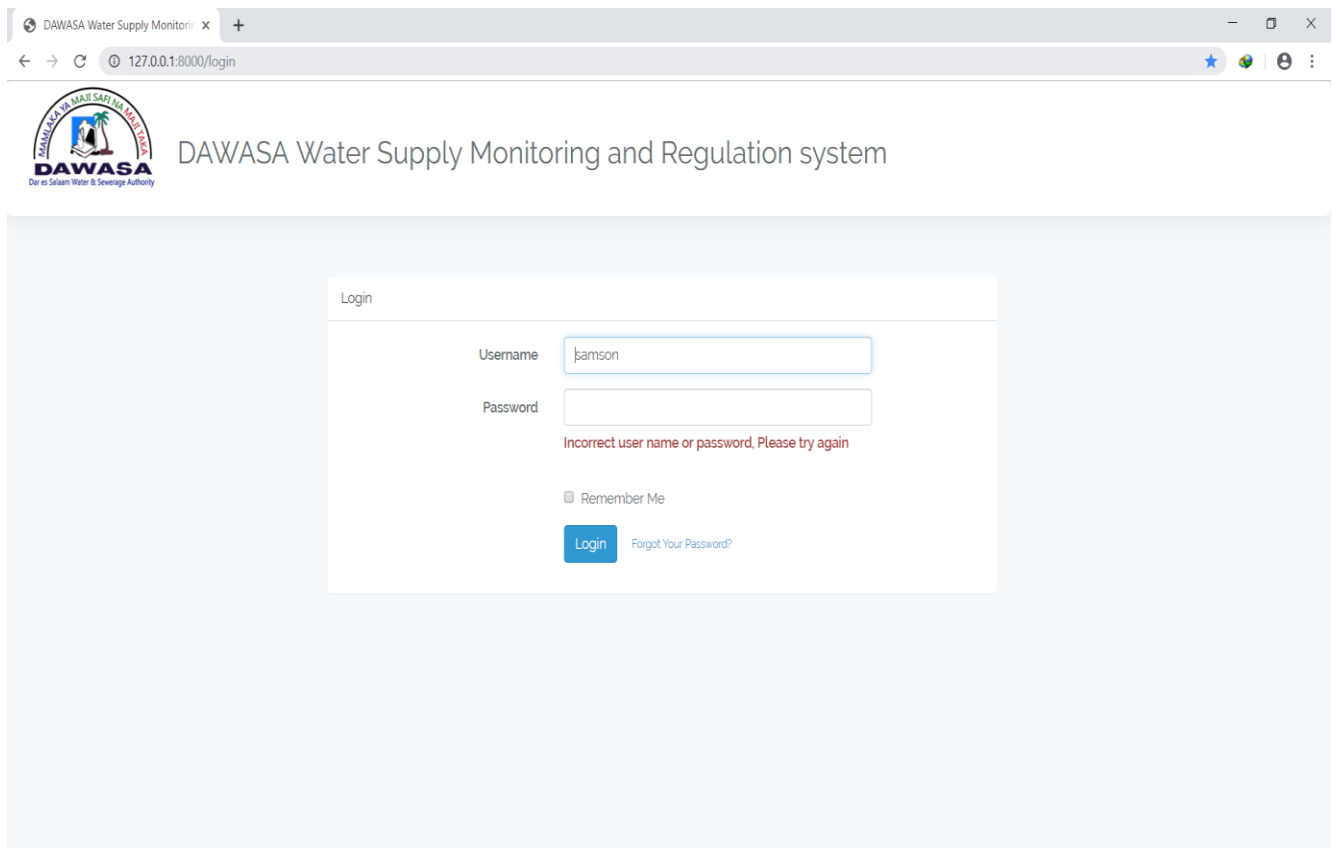 DAWASA Water Supply Monitorin
127.0.0.1:8000/login
MAMLAKA YA MAJI SAFI NA MAJI TAKA
DAWASA
Dar es Salaam Water & Sewerage Authority
DAWASA Water Supply Monitoring and Regulation system
Login
Username samson
Password
Incorrect user name or password, Please try again
Remember Me
Login Forgot Your Password?